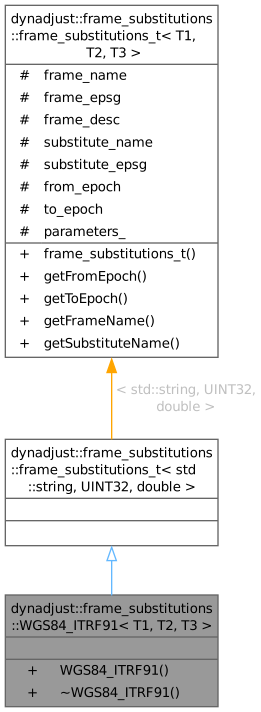 dynadjust::frame_substitutions
::frame_substitutions_t< T1,
T2, T3 >
# frame_name
# frame_epsg
# frame_desc
# substitute_name
# substitute_epsg
# from_epoch
# to_epoch
# parameters_
+ frame_substitutions_t()
+ getFromEpoch()
+ getToEpoch()
+ getFrameName()
+ getSubstituteName()
< std::string, UINT32,
double >
dynadjust::frame_substitutions
::frame_substitutions_t< std
::string, UINT32, double >
dynadjust::frame_substitutions
::WGS84_ITRF91< T1, T2, T3 >
+ WGS84_ITRF91()
+ ~WGS84_ITRF91()